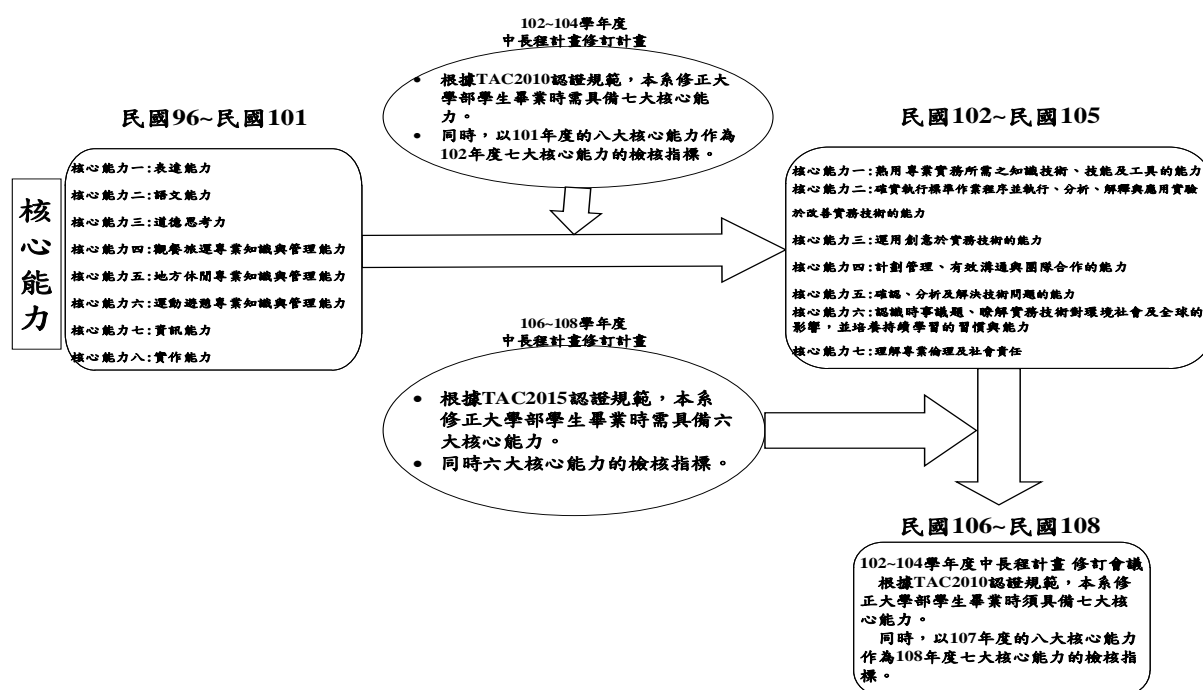 102~104學年度
中長程計畫修訂計畫
• 根據TAC2010認證規範，本系修正大
學部學生畢業時需具備七大核心能
力。
• 同時，以101年度的八大核心能力作為
102年度七大核心能力的檢核指標。
民國96~民國101
核心能力
核心能力一:表達能力
核心能力二:語文能力
核心能力三:道德思考力
核心能力四:觀餐旅運專業知識與管理能力
核心能力五:地方休閒專業知識與管理能力
核心能力六:運動遊憩專業知識與管理能力
核心能力七:資訊能力
核心能力八:實作能力
民國102~民國105
核心能力一:熟用專業實務所需之知識技術、技能及工具的能力
核心能力二:確實執行標準作業程序並執行、分析、解釋與應用實驗
於改善實務技術的能力
核心能力三:運用創意於實務技術的能力
核心能力四:計劃管理、有效溝通與團隊合作的能力
核心能力五:確認、分析及解決技術問題的能力
核心能力六:認識時事議題、瞭解實務技術對環境社會及全球的
影響，並培養持續學習的習慣與能力
核心能力七:理解專業倫理及社會責任
106~108學年度
中長程計畫修訂計畫
• 根據TAC2015認證規範，本系
修正大學部學生畢業時需具備六
大核心能力。
• 同時六大核心能力的檢核指標。
民國106~民國108
102~104學年度中長程計畫 修訂會議
根據TAC2010認證規範，本系修
正大學部學生畢業時須具備七大核
心能力。
同時，以107年度的八大核心能力
作為108年度七大核心能力的檢核指
標。